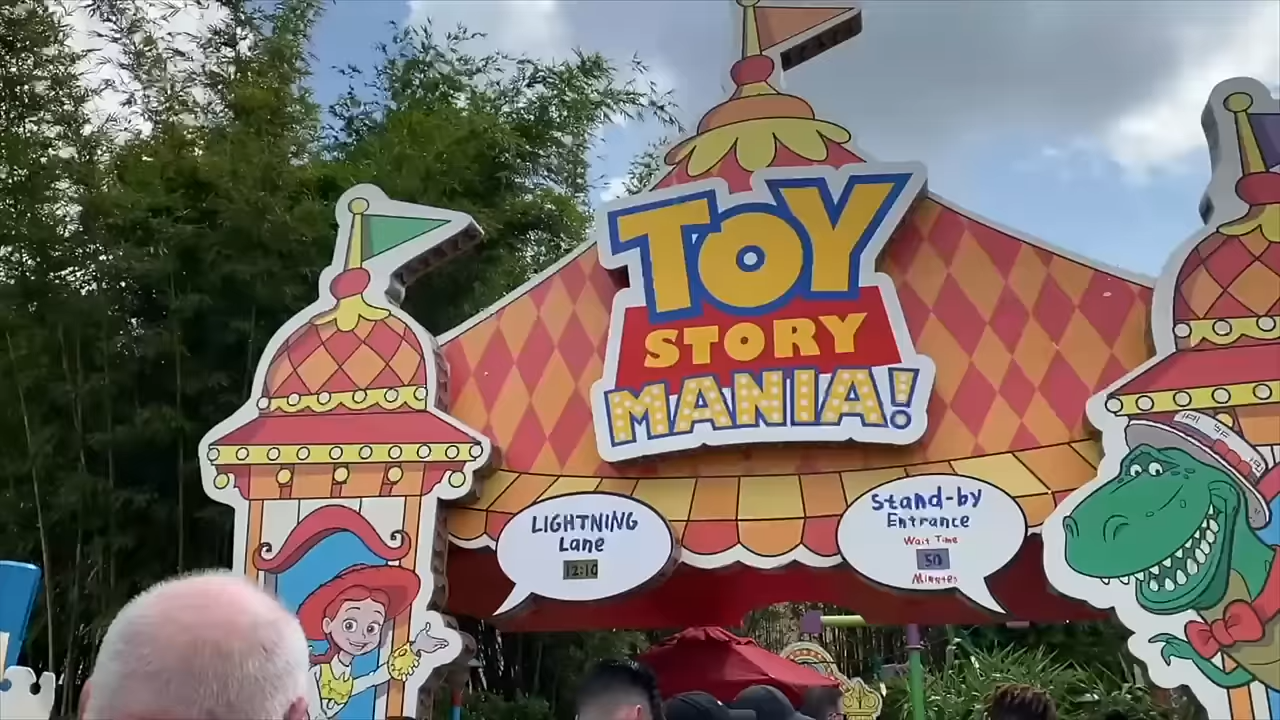 TOY
STORY
MANIA!
LIGHTNING
Lane
12:10
Stand-by
Entrance
Wait Time
50
Minutes